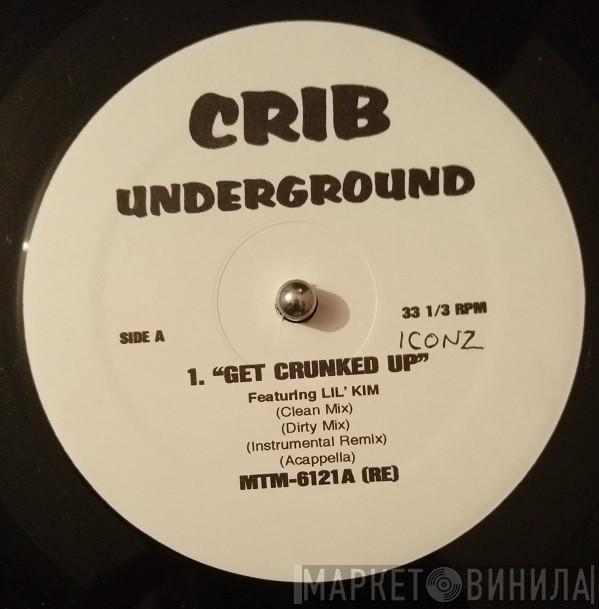 CRIB
UNDERGROUND
SIDE A
33 1/3 RPM
ICONZ
1. “GET CRUNKED UP”
Featuring LIL’ KIM
(Clean Mix)
(Dirty Mix)
(Instrumental Remix)
(Acappella)
MTM-6121A (RE)
МАРКЕТ ВИНИЛА